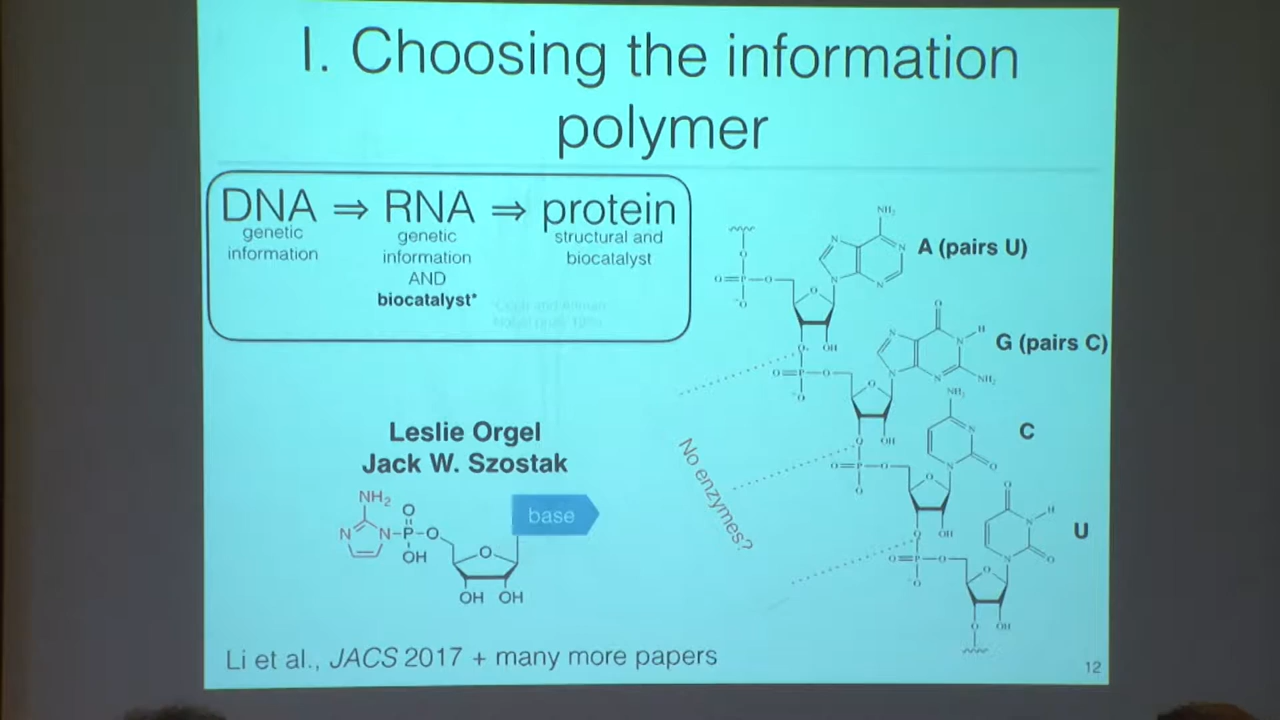 I. Choosing the information
polymer
DNA ⇒ RNA ⇒ protein
genetic
information
genetic
information
AND
biocatalyst*
structural and
biocatalyst
A (pairs U)
G (pairs C)
C
U
No enzymes?
Leslie Orgel
Jack W. Szostak
NH₂
N
N-P-O
O
OH
O
OH OH
base
Li et al., JACS 2017 + many more papers
12